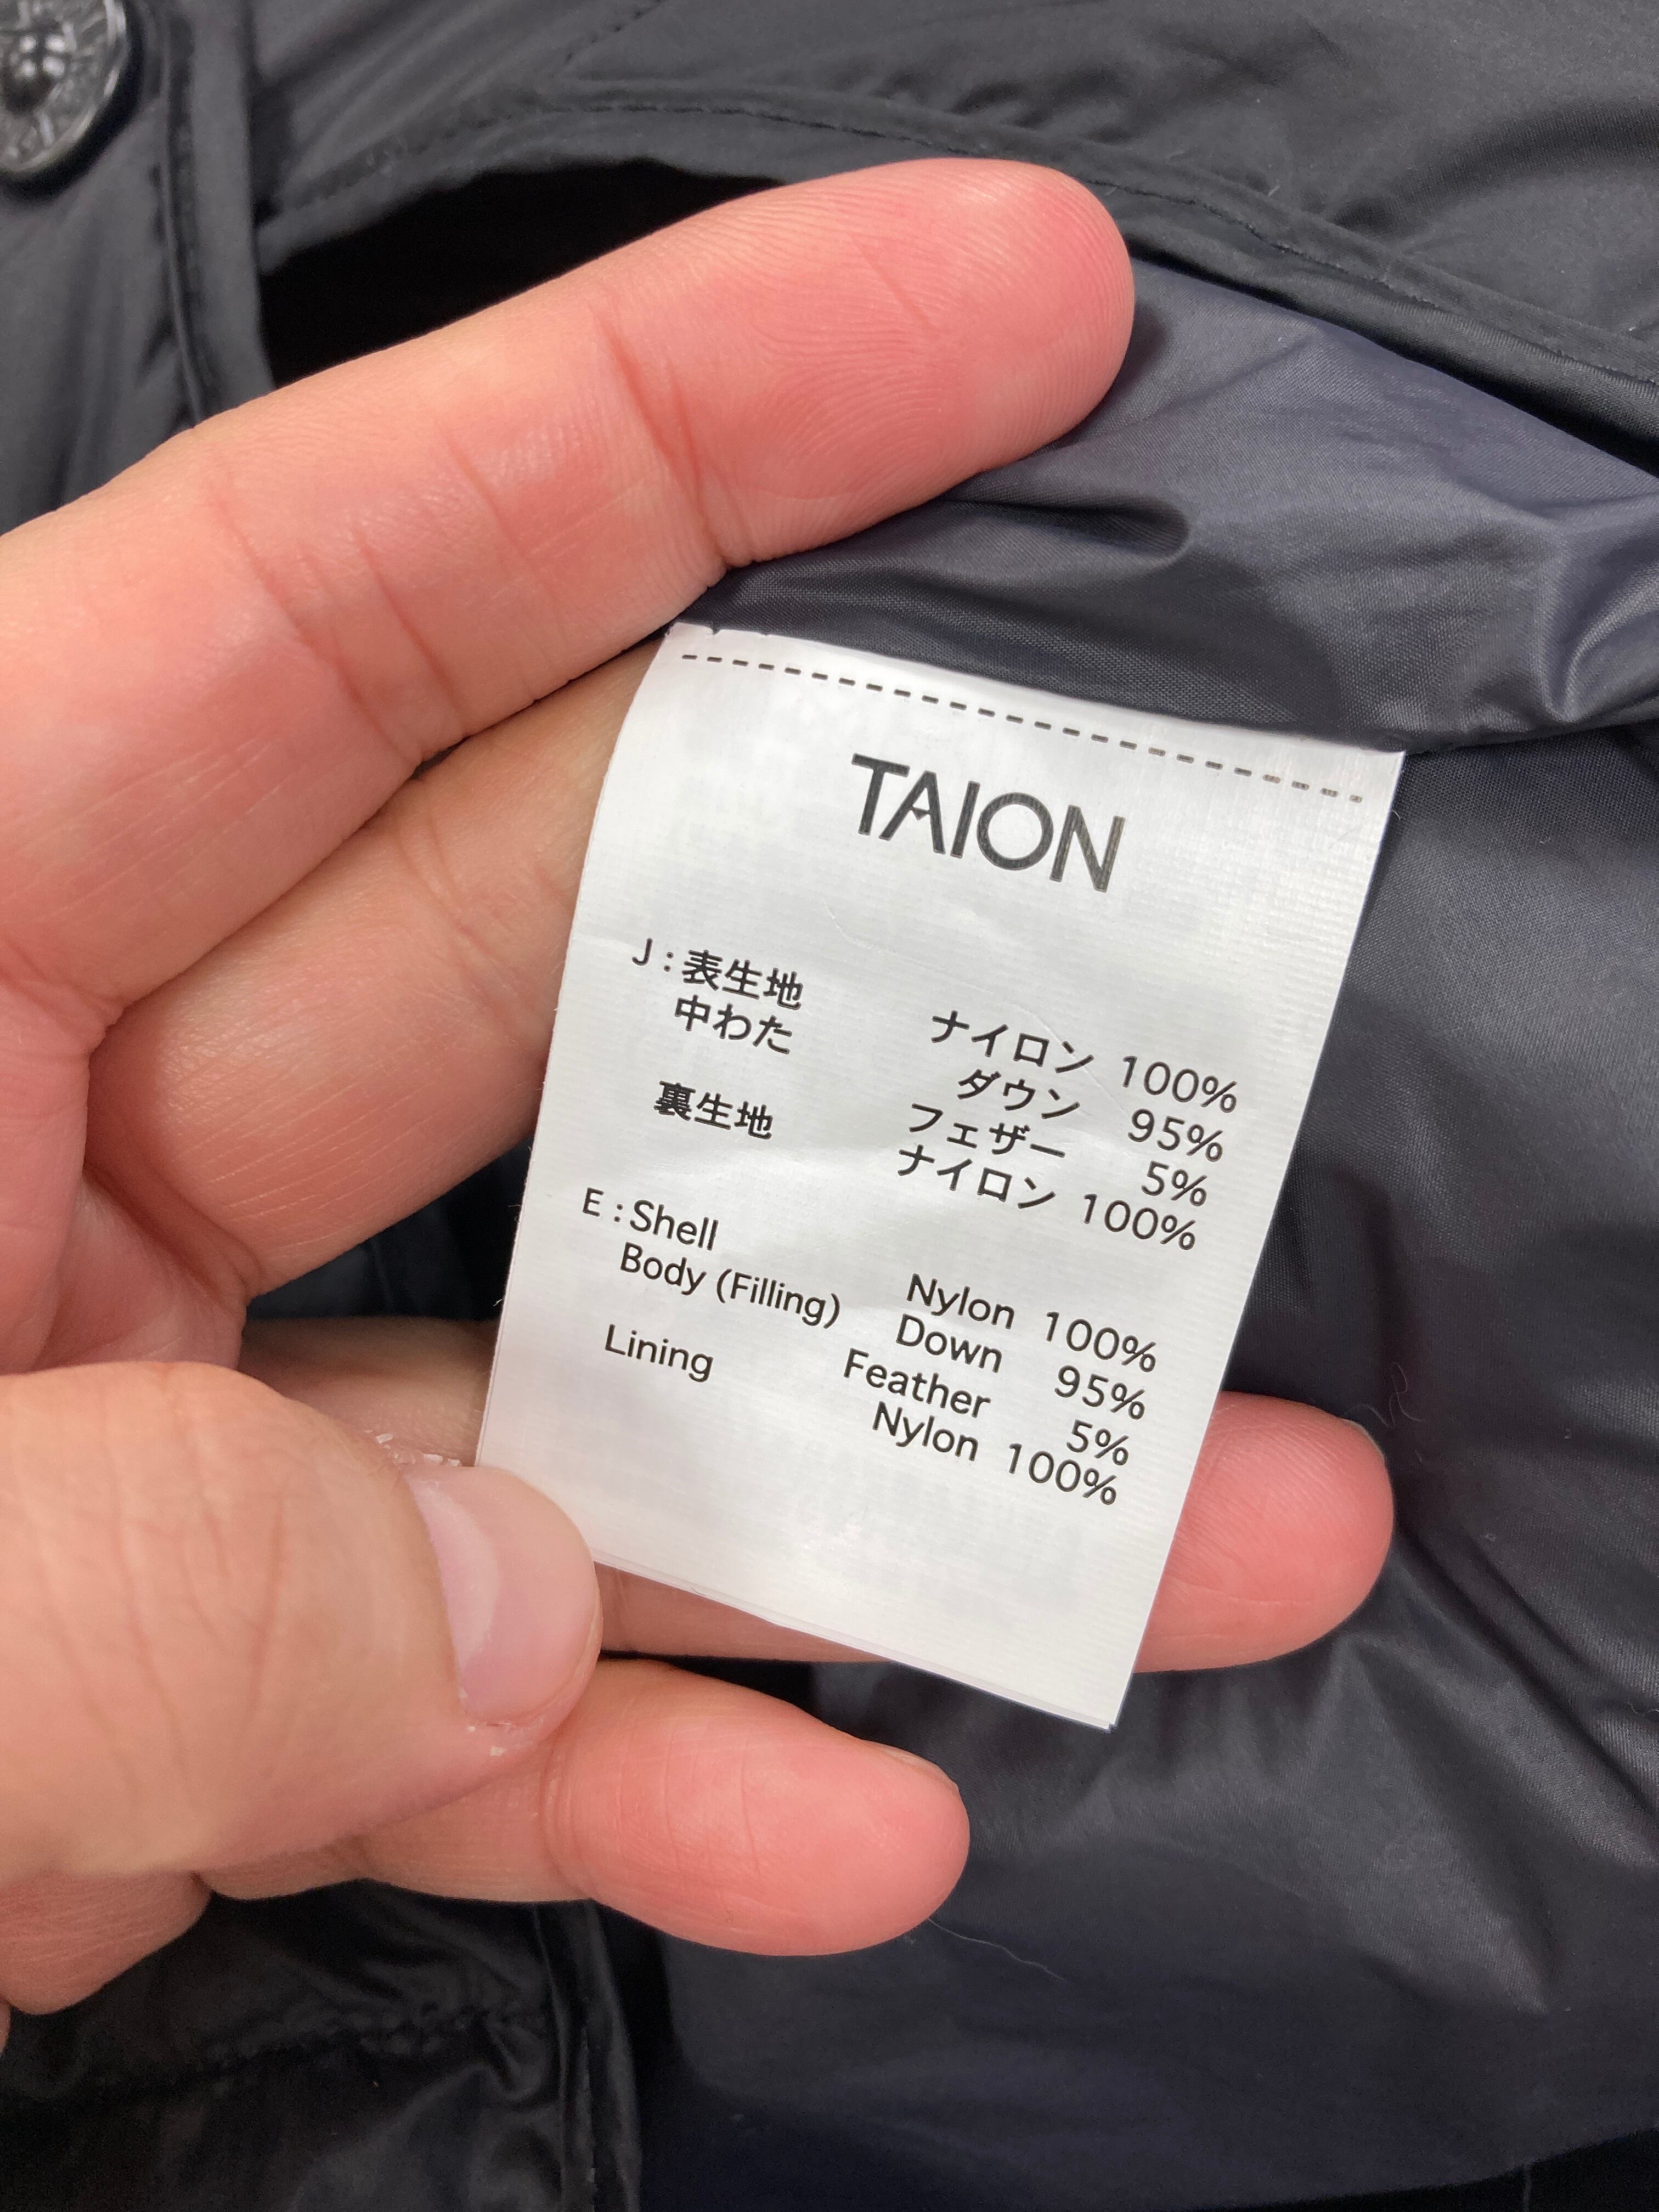 TAION
J : 表生地 ナイロン 100%
中わた ダウン 95%
フェザー 5%
裏生地 ナイロン 100%
E : Shell Nylon 100%
Body (Filling) Down 95%
Feather 5%
Lining Nylon 100%